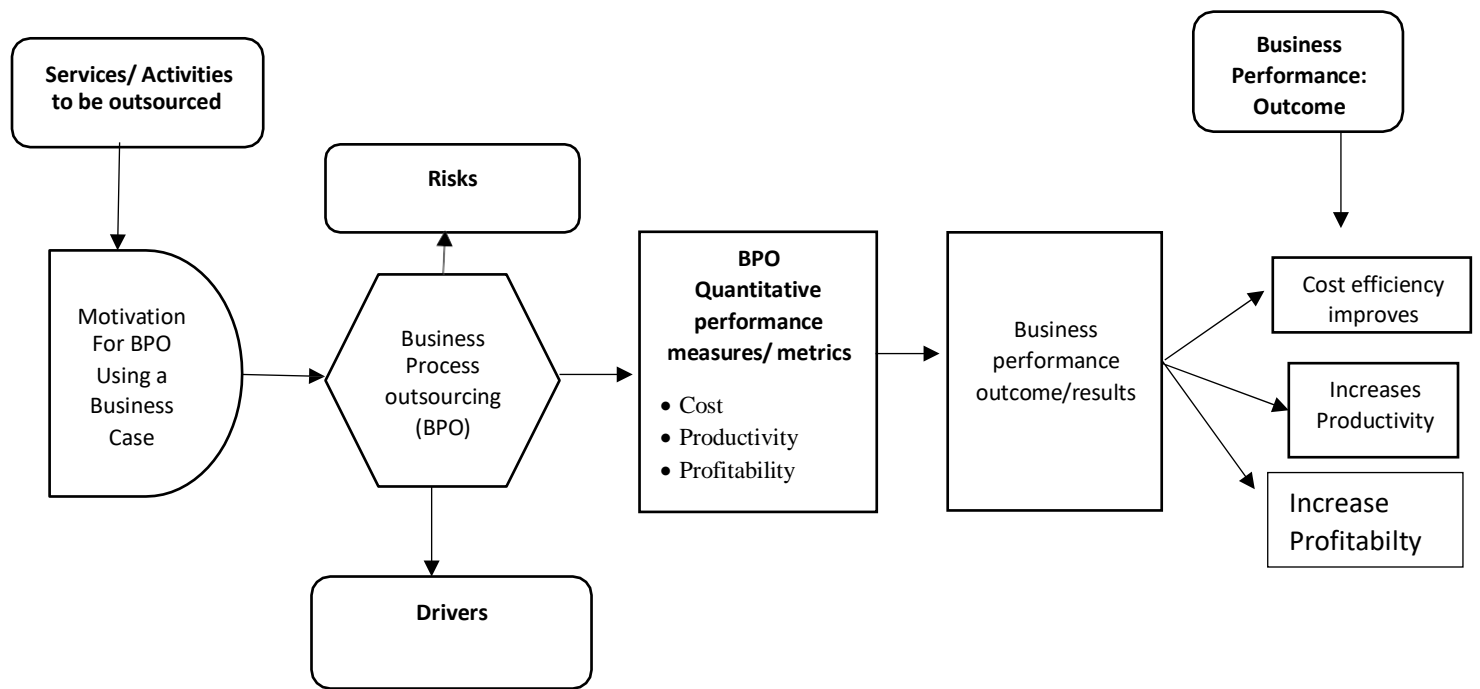 Services/ Activities
to be outsourced
Business
Performance:
Outcome
Risks
Motivation
For BPO
Using a
Business
Case
Business
Process
outsourcing
(BPO)
BPO
Quantitative
performance
measures/ metrics
• Cost
• Productivity
• Profitability
Business
performance
outcome/results
Cost efficiency
improves
Increases
Productivity
Increase
Profitabilty
Drivers